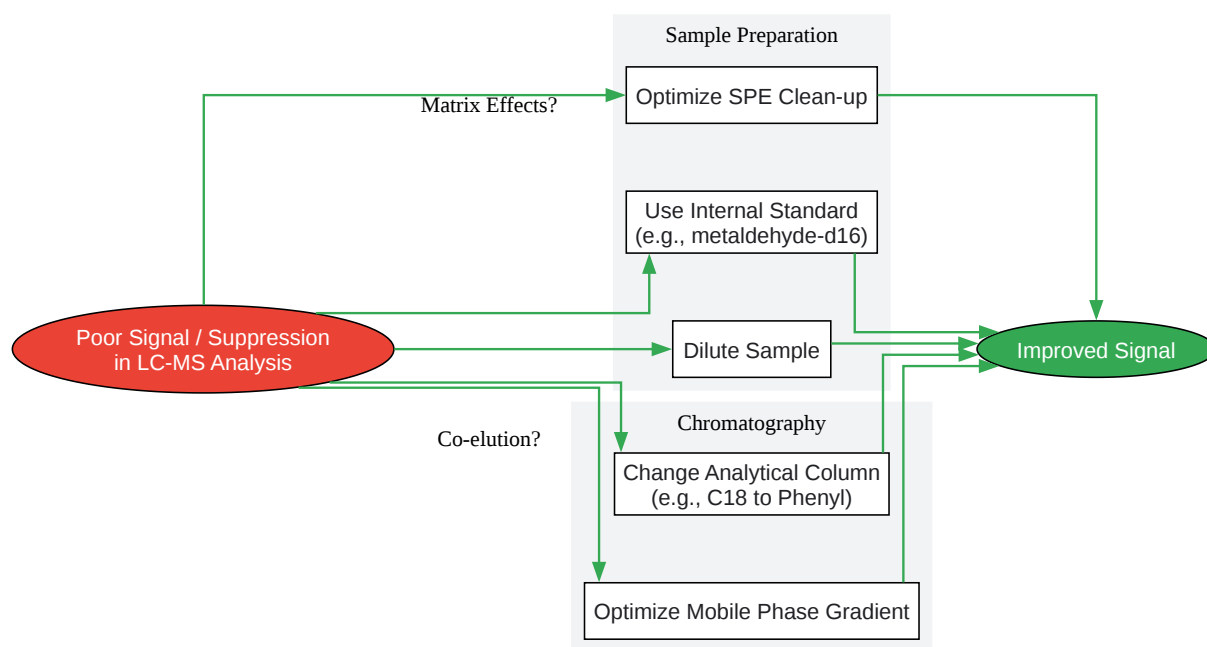 Sample Preparation
Matrix Effects?
Optimize SPE Clean-up
Use Internal Standard
(e.g., metaldehyde-d16)
Poor Signal / Suppression
in LC-MS Analysis
Dilute Sample
Improved Signal
Chromatography
Co-elution?
Change Analytical Column
(e.g., C18 to Phenyl)
Optimize Mobile Phase Gradient